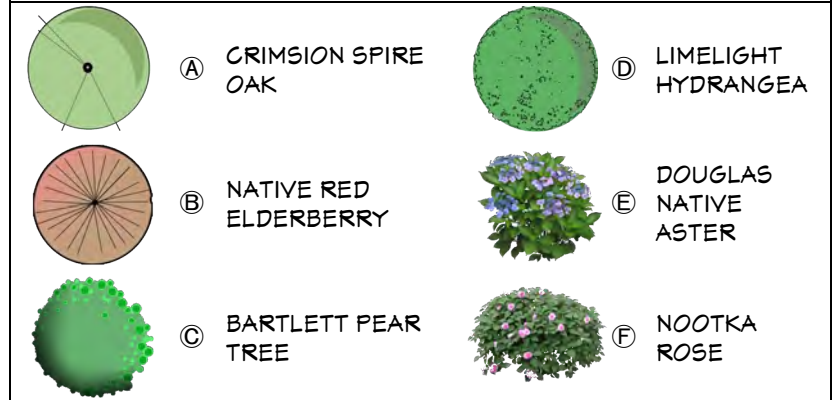 Ⓐ CRIMSION SPIRE
OAK
Ⓑ NATIVE RED
ELDERBERRY
Ⓒ BARTLETT PEAR
TREE
Ⓓ LIMELIGHT
HYDRANGEA
Ⓔ DOUGLAS
NATIVE
ASTER
Ⓕ NOOTKA
ROSE